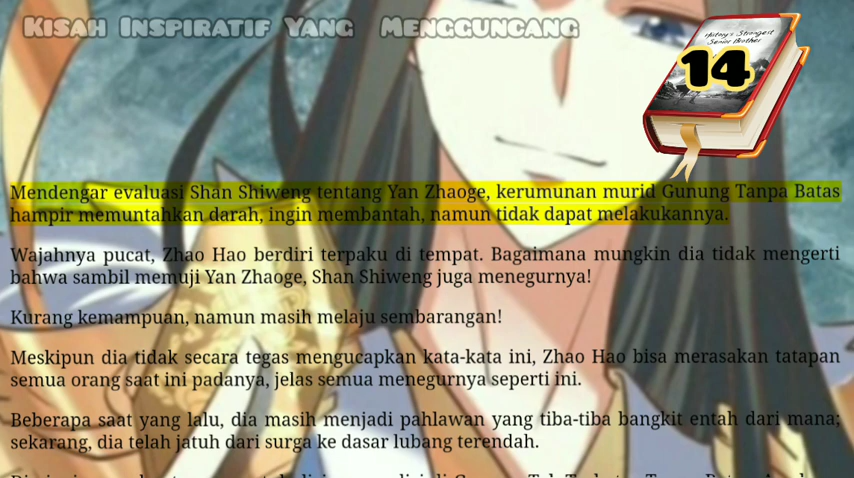 Kisah Inspiratif Yang Mengguncang
History's Strongest
Senior Brother
14
Mendengar evaluasi Shan Shiweng tentang Yan Zhaoge, kerumunan murid Gunung Tanpa Batas
hampir memuntahkan darah, ingin membantah, namun tidak dapat melakukannya.
Wajahnya pucat, Zhao Hao berdiri terpaku di tempat. Bagaimana mungkin dia tidak mengerti
bahwa sambil memuji Yan Zhaoge, Shan Shiweng juga menegurnya!
Kurang kemampuan, namun masih melaju sembarangan!
Meskipun dia tidak secara tegas mengucapkan kata-kata ini, Zhao Hao bisa merasakan tatapan
semua orang saat ini padanya, jelas semua menegurnya seperti ini.
Beberapa saat yang lalu, dia masih menjadi pahlawan yang tiba-tiba bangkit entah dari mana;
sekarang, dia telah jatuh dari surga ke dasar lubang terendah.